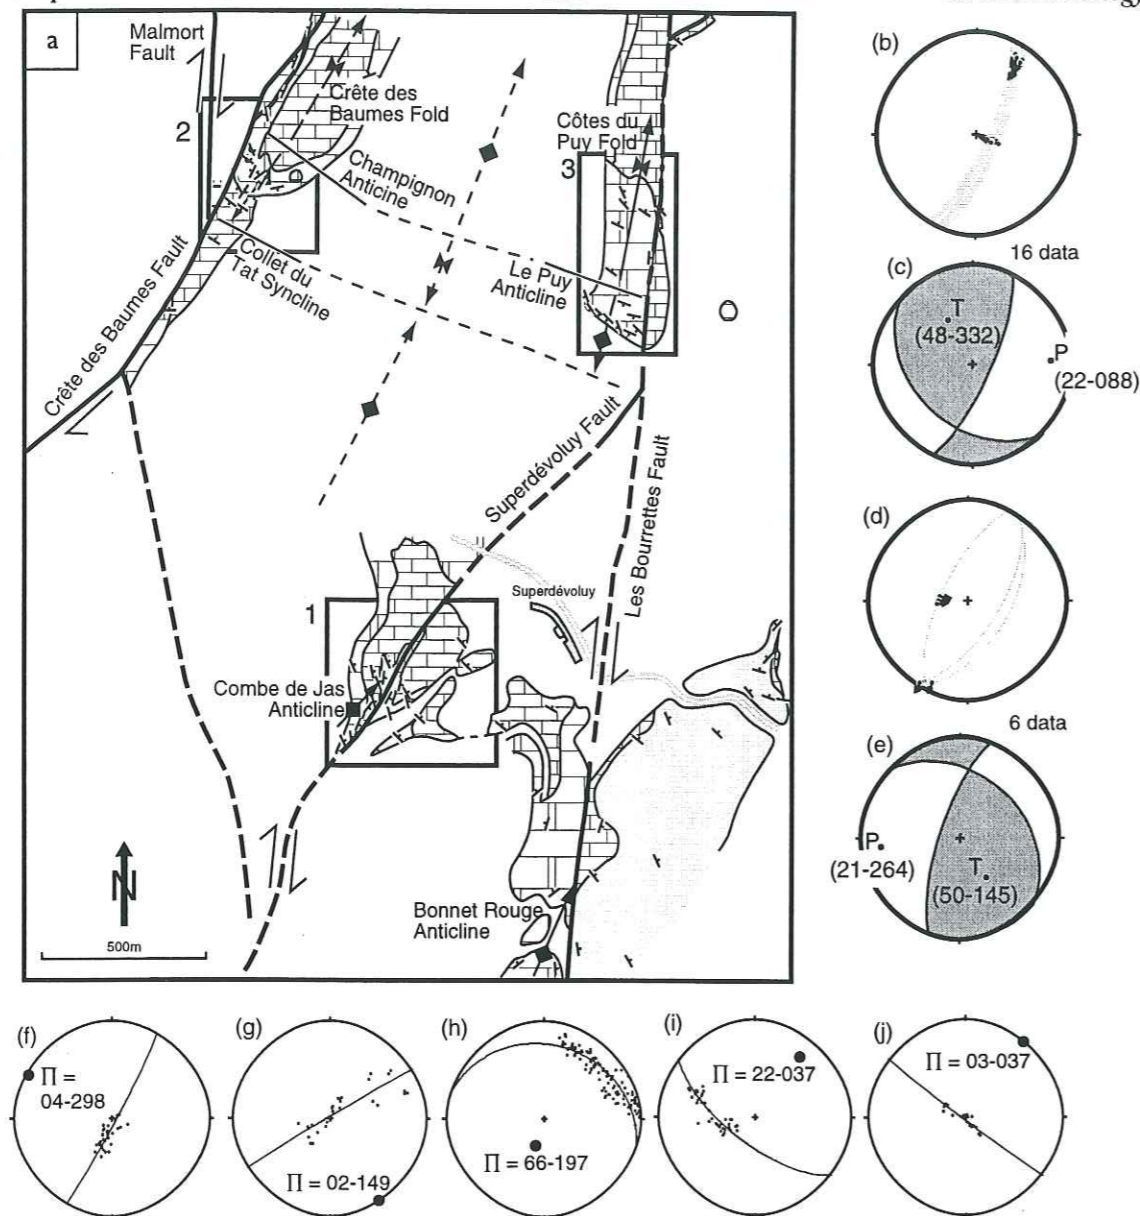 a
Malmort
Fault
Crête des
Baumes Fold
2
Champignon
Anticine
Côtes du
Puy Fold
3
Collet du
Tat Syncline
Le Puy
Anticline
Crête des Baumes Fault
Superdévoluy Fault
Les Bourrettes Fault
Superdévoluy
1
Combe de Jas
Anticline
Bonnet Rouge
Anticline
N
500m
(b)
16 data
(c)
T
(48-332)
P
(22-088)
(d)
6 data
(e)
P
(21-264)
T
(50-145)
(f)
Π =
04-298
(g)
Π = 02-149
(h)
Π = 66-197
(i)
Π = 22-037
(j)
Π = 03-037